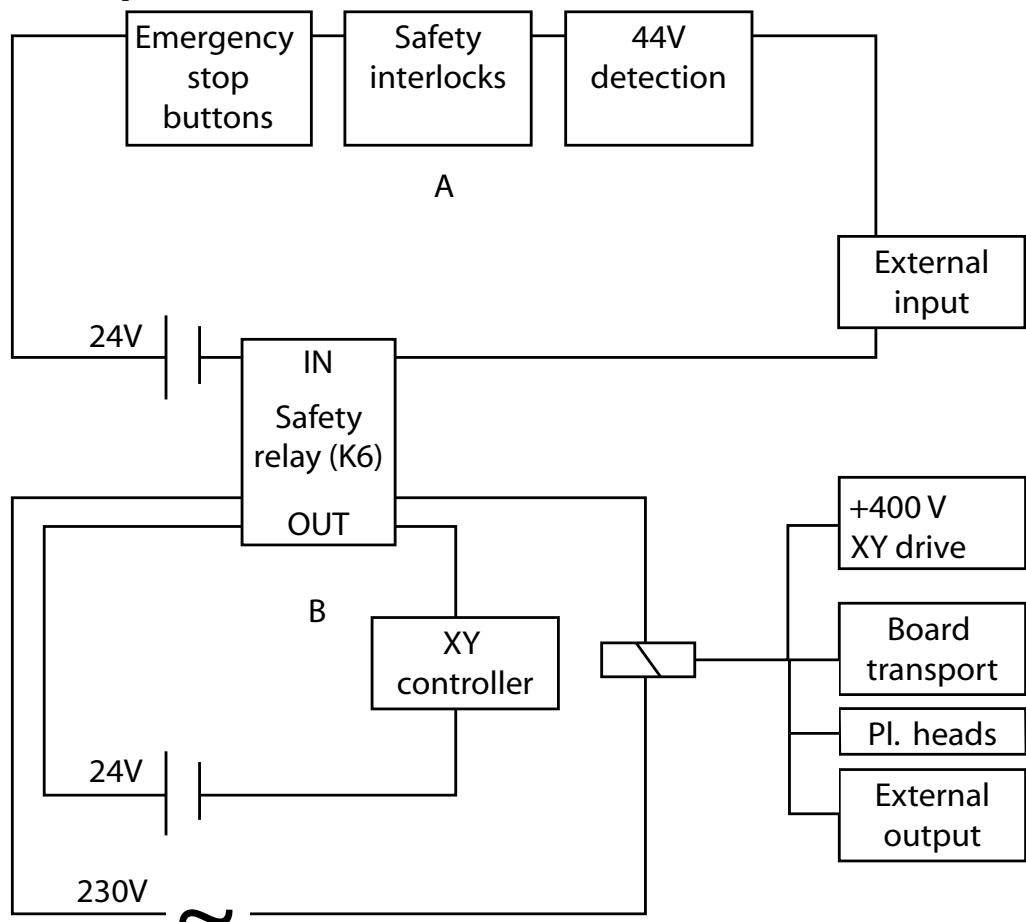 Emergency
stop
buttons
Safety
interlocks
44V
detection
A
External
input
24V
IN
Safety
relay (K6)
OUT
+400 V
XY drive
B
XY
controller
Board
transport
Pl. heads
24V
External
output
230V
~